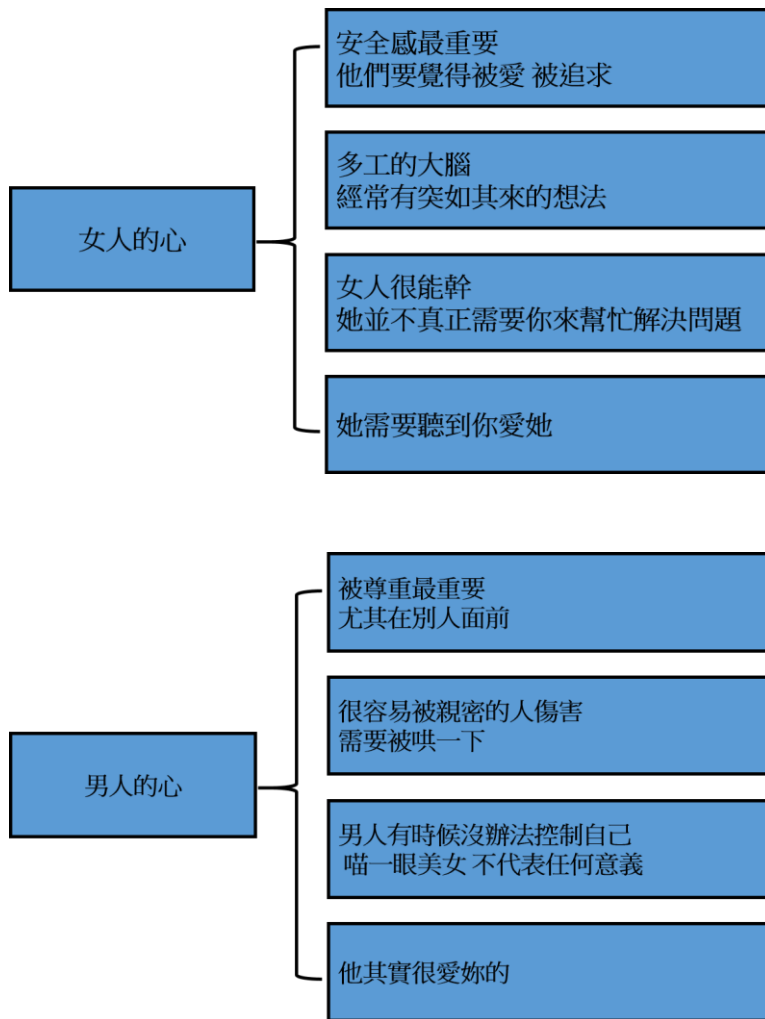 女人的心
安全感最重要
他們要覺得被愛 被追求
多工的大腦
經常有突如其來的想法
女人很能幹
她並不真正需要你來幫忙解決問題
她需要聽到你愛她
男人的心
被尊重最重要
尤其在別人面前
很容易被親密的人傷害
需要被哄一下
男人有時候沒辦法控制自己
喵一眼美女 不代表任何意義
他其實很愛妳的